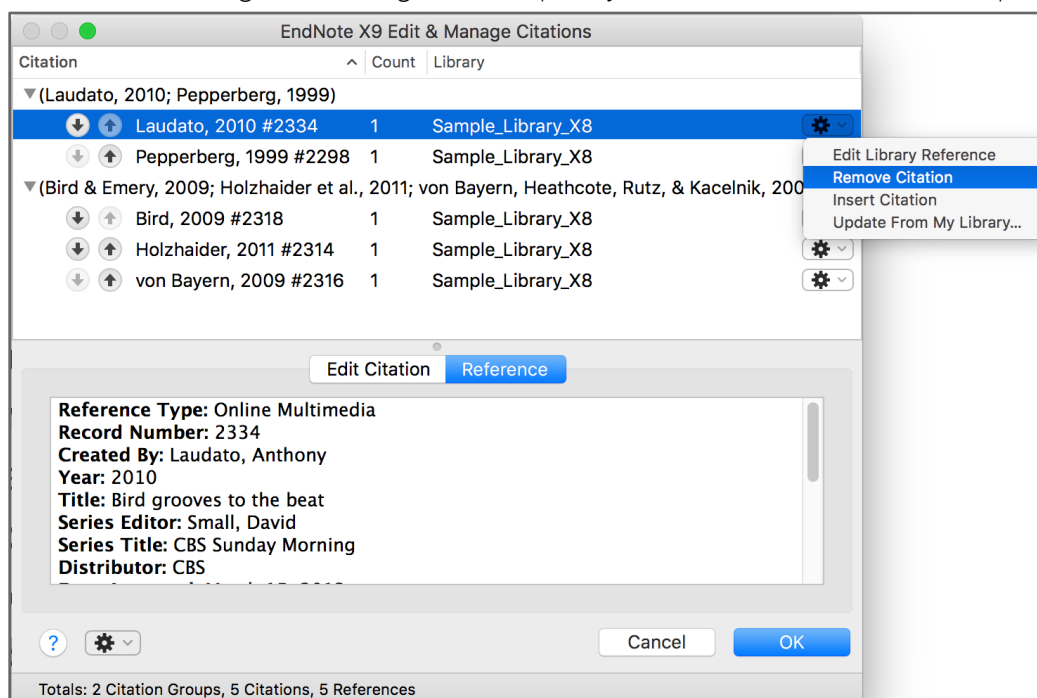 EndNote X9 Edit & Manage Citations
Citation Count Library
(Laudato, 2010; Pepperberg, 1999)
Laudato, 2010 #2334 1 Sample_Library_X8
Pepperberg, 1999 #2298 1 Sample_Library_X8
(Bird & Emery, 2009; Holzhaider et al., 2011; von Bayern, Heathcote, Rutz, & Kacelnik, 200
Bird, 2009 #2318 1 Sample_Library_X8
Holzhaider, 2011 #2314 1 Sample_Library_X8
von Bayern, 2009 #2316 1 Sample_Library_X8
Edit Library Reference
Remove Citation
Insert Citation
Update From My Library...
Edit Citation Reference
Reference Type: Online Multimedia
Record Number: 2334
Created By: Laudato, Anthony
Year: 2010
Title: Bird grooves to the beat
Series Editor: Small, David
Series Title: CBS Sunday Morning
Distributor: CBS
? Cancel OK
Totals: 2 Citation Groups, 5 Citations, 5 References